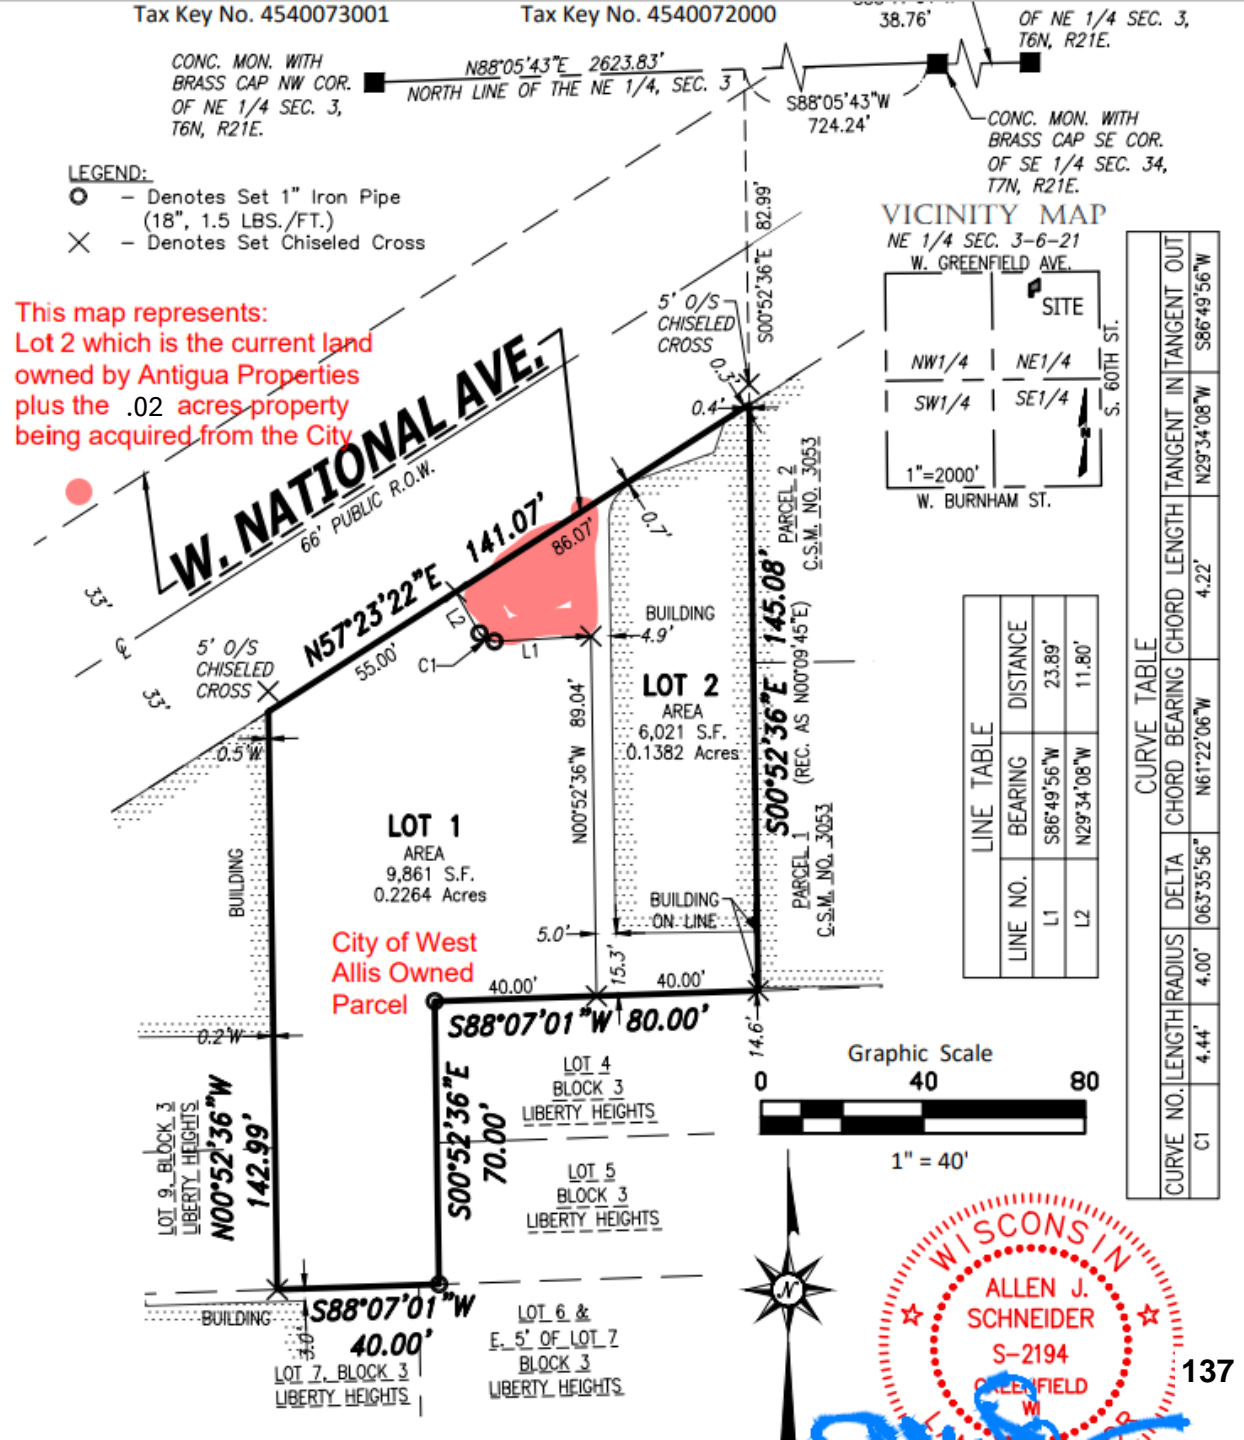 Tax Key No. 4540073001
Tax Key No. 4540072000
38.76'
OF NE 1/4 SEC. 3,
T6N, R21E.
CONC. MON. WITH
BRASS CAP NW COR.
OF NE 1/4 SEC. 3,
T6N, R21E.
N88°05'43"E 2623.83'
NORTH LINE OF THE NE 1/4, SEC. 3
S88°05'43"W
724.24'
CONC. MON. WITH
BRASS CAP SE COR.
OF SE 1/4 SEC. 34,
T7N, R21E.
LEGEND:
– Denotes Set 1" Iron Pipe
(18", 1.5 LBS./FT.)
– Denotes Set Chiseled Cross
S00°52'36"E 82.99'
VICINITY MAP
NE 1/4 SEC. 3-6-21
W. GREENFIELD AVE.
SITE
NW1/4
NE1/4
SW1/4
SE1/4
S. 60TH ST.
N
1"=2000'
W. BURNHAM ST.
This map represents:
Lot 2 which is the current land
owned by Antigua Properties
plus the .02 acres property
being acquired from the City
W. NATIONAL AVE.
66' PUBLIC R.O.W.
33'
℄
33'
5' O/S
CHISELED
CROSS
0.3'
0.4'
0.7'
N57°23'22"E 141.07'
86.07'
55.00'
5' O/S
CHISELED
CROSS
L2
C1
L1
4.9'
BUILDING
LOT 2
AREA
6,021 S.F.
0.1382 Acres
PARCEL 2
C.S.M. NO. 3053
S00°52'36"E 145.08'
(REC. AS N00°09'45"E)
PARCEL 1
C.S.M. NO. 3053
N00°52'36"W 89.04'
0.5'W
BUILDING
LOT 1
AREA
9,861 S.F.
0.2264 Acres
BUILDING
ON LINE
City of West
Allis Owned
Parcel
5.0'
15.3'
40.00'
40.00'
S88°07'01"W 80.00'
14.6'
0.2'W
LOT 9, BLOCK 3
LIBERTY HEIGHTS
N00°52'36"W
142.99'
S00°52'36"E
70.00'
LOT 4
BLOCK 3
LIBERTY HEIGHTS
LOT 5
BLOCK 3
LIBERTY HEIGHTS
S88°07'01"W
40.00'
BUILDING
3.0'
LOT 7, BLOCK 3
LIBERTY HEIGHTS
LOT 6 &
E. 5' OF LOT 7
BLOCK 3
LIBERTY HEIGHTS
LINE TABLE
LINE NO. BEARING DISTANCE
L1 S86°49'56"W 23.89'
L2 N29°34'08"W 11.80'
CURVE TABLE
CURVE NO. LENGTH RADIUS DELTA CHORD BEARING CHORD LENGTH TANGENT IN TANGENT OUT
C1 4.44' 4.00' 063°35'56" N61°22'06"W 4.22' N29°34'08"W S86°49'56"W
Graphic Scale
0 40 80
1" = 40'
N
WISCONSIN
ALLEN J.
SCHNEIDER
S-2194
GREENFIELD
WI
137